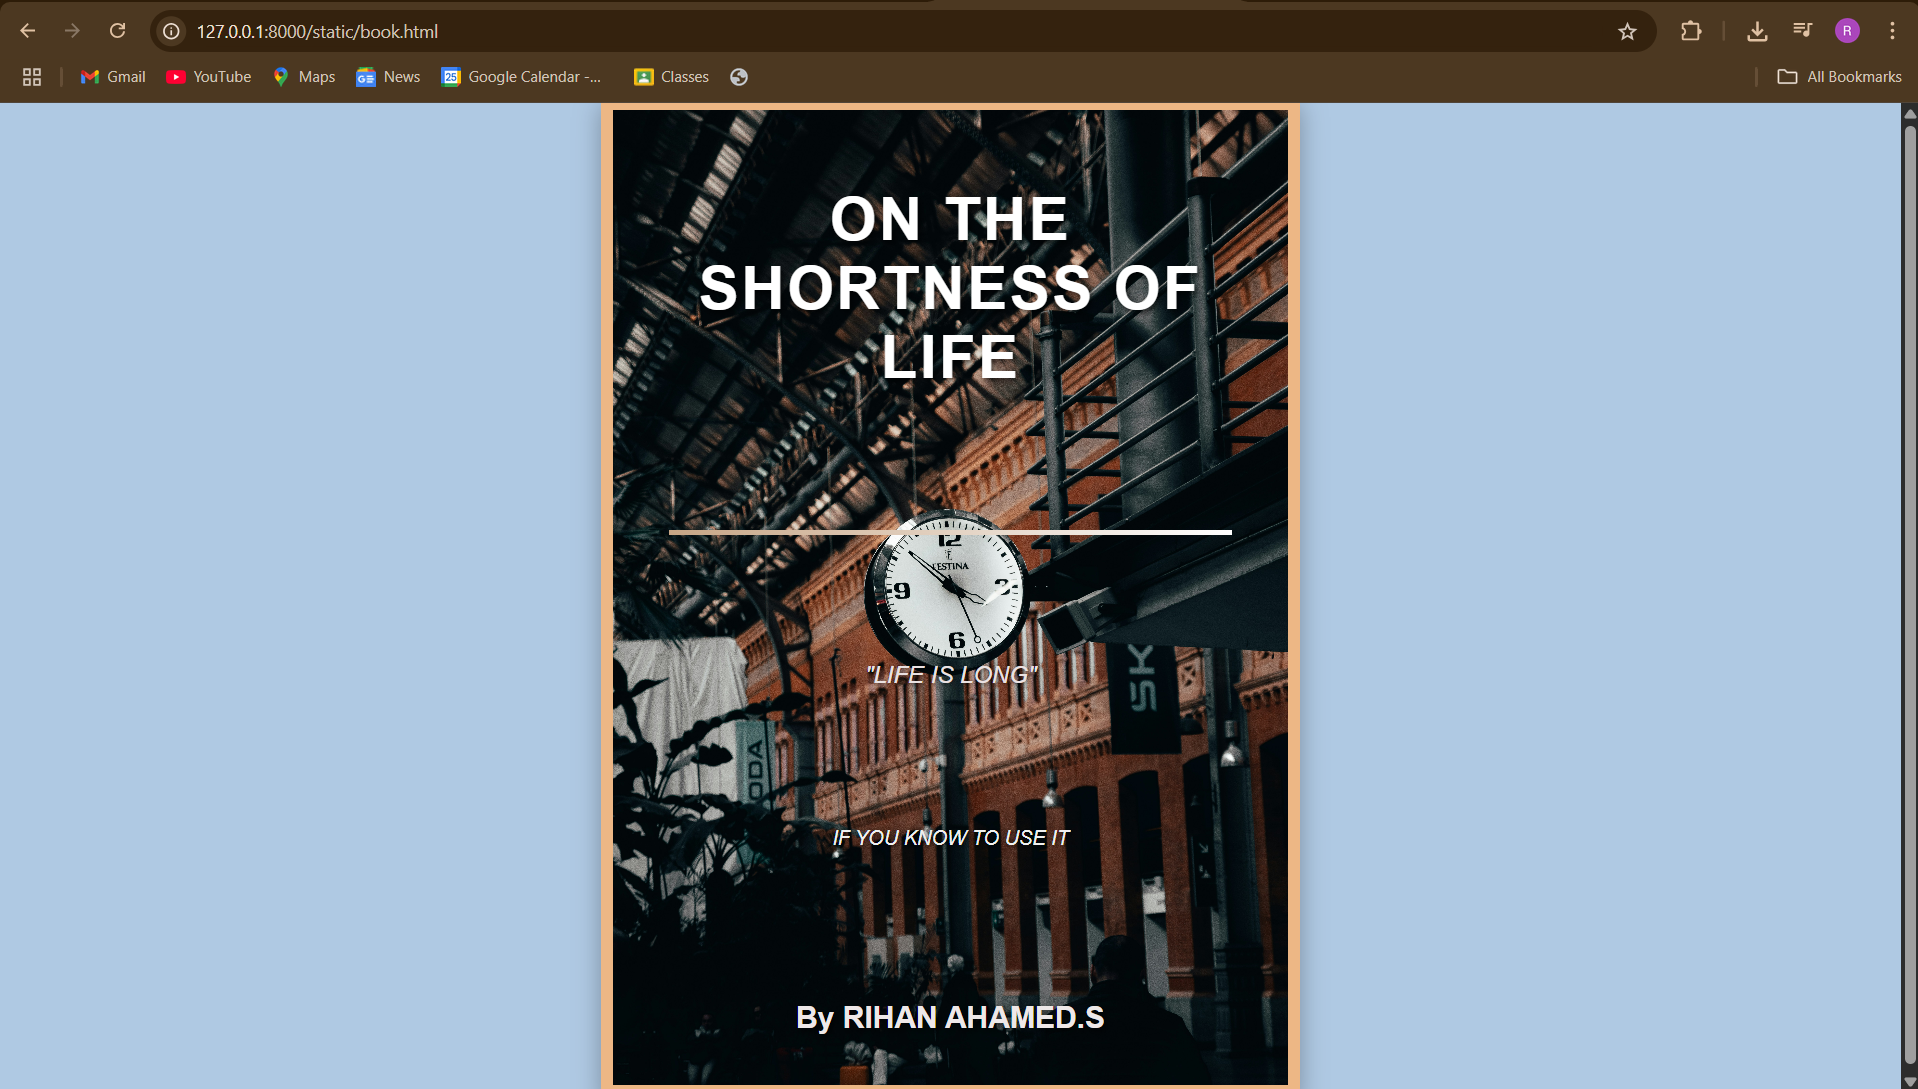 127.0.0.1:8000/static/book.html
R
Gmail
YouTube
Maps
News
Google Calendar -...
Classes
All Bookmarks
ON THE
SHORTNESS OF
LIFE
12
9
3
6
"LIFE IS LONG"
SK
ODA
IF YOU KNOW TO USE IT
By RIHAN AHAMED.S